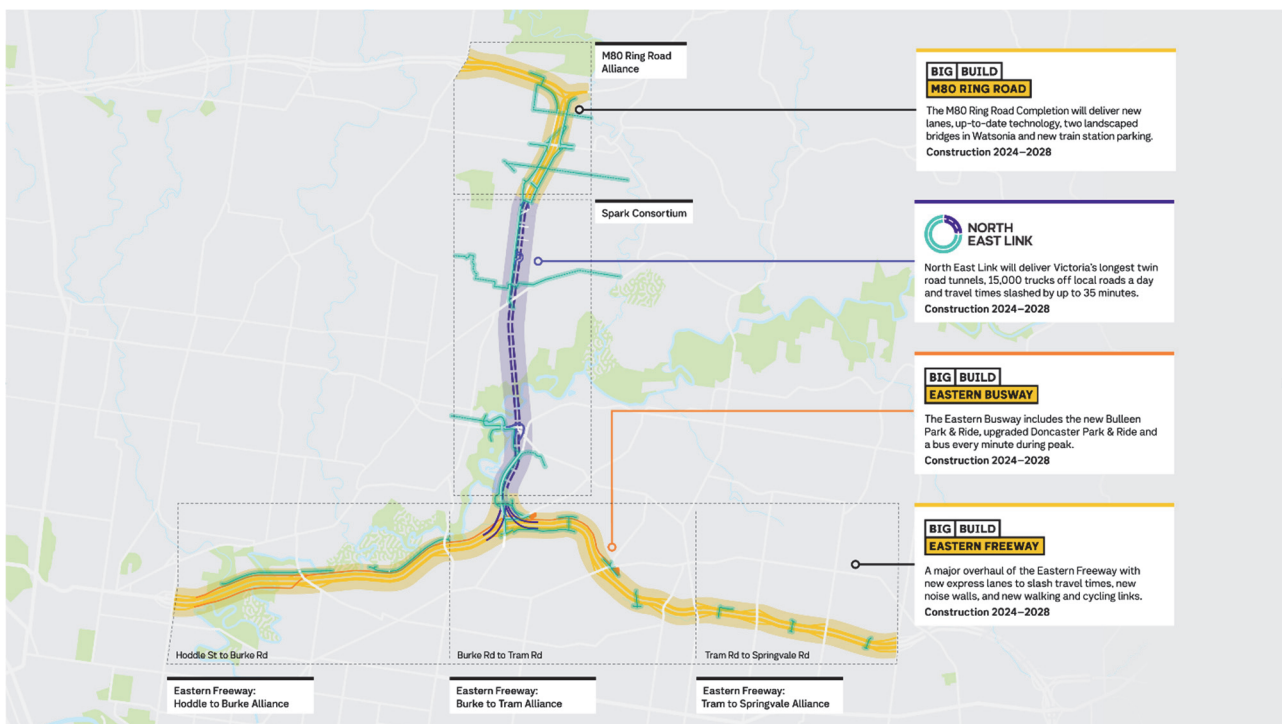 M80 Ring Road
Alliance
BIG BUILD
M80 RING ROAD
The M80 Ring Road Completion will deliver new
lanes, up-to-date technology, two landscaped
bridges in Watsonia and new train station parking.
Construction 2024–2028
Spark Consortium
NORTH
EAST LINK
North East Link will deliver Victoria's longest twin
road tunnels, 15,000 trucks off local roads a day
and travel times slashed by up to 35 minutes.
Construction 2024–2028
BIG BUILD
EASTERN BUSWAY
The Eastern Busway includes the new Bulleen
Park & Ride, upgraded Doncaster Park & Ride and
a bus every minute during peak.
Construction 2024–2028
BIG BUILD
EASTERN FREEWAY
A major overhaul of the Eastern Freeway with
new express lanes to slash travel times, new
noise walls, and new walking and cycling links.
Construction 2024–2028
Hoddle St to Burke Rd
Burke Rd to Tram Rd
Tram Rd to Springvale Rd
Eastern Freeway:
Hoddle to Burke Alliance
Eastern Freeway:
Burke to Tram Alliance
Eastern Freeway:
Tram to Springvale Alliance